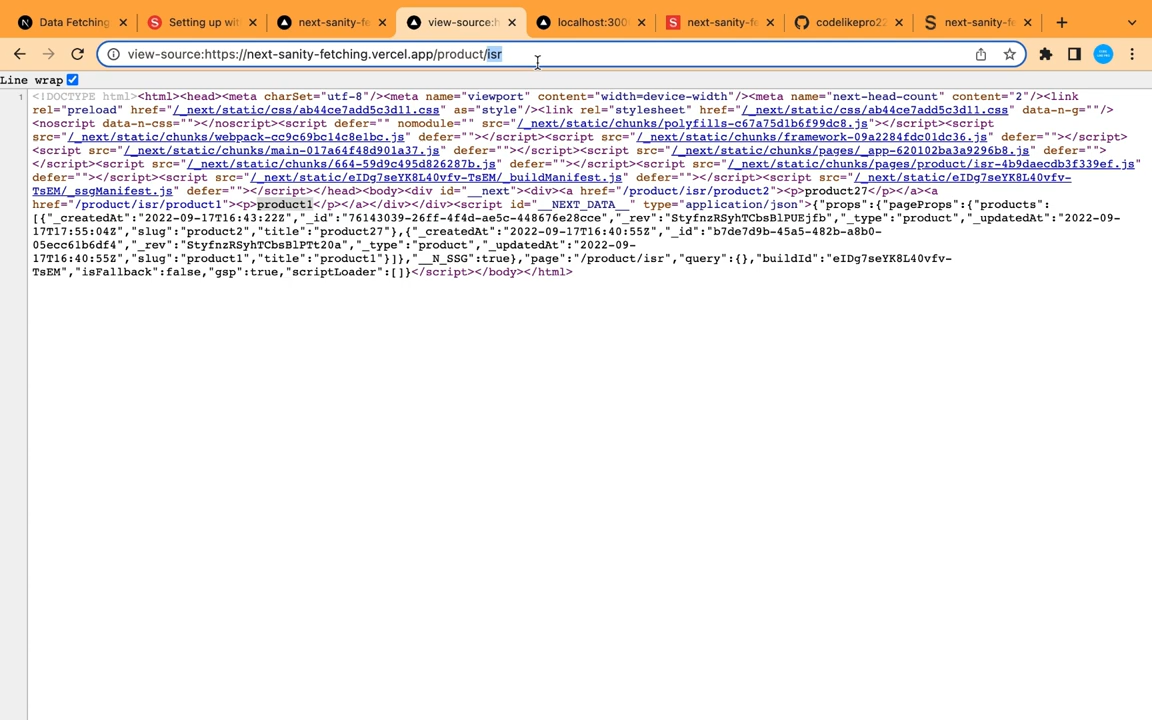 Data Fetching
Setting up wit
next-sanity-fe
view-source:h
localhost:300
next-sanity-f
codelikepro22
next-sanity-fe
view-source:https://next-sanity-fetching.vercel.app/product/isr
Line wrap
1
<!DOCTYPE html><html><head><meta charSet="utf-8"/><meta name="viewport" content="width=device-width"/><meta name="next-head-count" content="2"/><link
rel="preload" href="/_next/static/css/ab44ce7add5c3d11.css" as="style"/><link rel="stylesheet" href="/_next/static/css/ab44ce7add5c3d11.css" data-n-g=""/>
<noscript data-n-css=""></noscript><script defer="" nomodule="" src="/_next/static/chunks/polyfills-c67a75d1b6f99dc8.js"></script><script
src="/_next/static/chunks/webpack-cc9c69bc14c8e1bc.js" defer=""></script><script src="/_next/static/chunks/framework-09a2284fdc01dc36.js" defer=""></script>
<script src="/_next/static/chunks/main-017a64f48d901a37.js" defer=""></script><script src="/_next/static/chunks/pages/_app-620102ba3a9296b8.js" defer="">
</script><script src="/_next/static/chunks/664-59d9c495d826287b.js" defer=""></script><script src="/_next/static/chunks/pages/product/isr-4b9daecdb3f339ef.js"
defer=""></script><script src="/_next/static/eIDg7seYK8L40vfv-TsEM/_buildManifest.js" defer=""></script><script src="/_next/static/eIDg7seYK8L40vfv-
TsEM/_ssgManifest.js" defer=""></script></head><body><div id="__next"><div><a href="/product/isr/product2"><p>product27</p></a><a
href="/product/isr/product1"><p>product1</p></a></div></div><script id="__NEXT_DATA__" type="application/json">{"props":{"pageProps":{"products":
[{"_createdAt":"2022-09-17T16:43:22Z","_id":"76143039-26ff-4f4d-ae5c-448676e28cce","_rev":"StyfnzRSyhTCbsBlPUEjfb","_type":"product","_updatedAt":"2022-09-
17T17:55:04Z","slug":"product2","title":"product27"},{"_createdAt":"2022-09-17T16:40:55Z","_id":"b7de7d9b-45a5-482b-a8b0-
05ecc61b6df4","_rev":"StyfnzRSyhTCbsBlPTt20a","_type":"product","_updatedAt":"2022-09-
17T16:40:55Z","slug":"product1","title":"product1"}]},"__N_SSG":true},"page":"/product/isr","query":{},"buildId":"eIDg7seYK8L40vfv-
TsEM","isFallback":false,"gsp":true,"scriptLoader":[]}</script></body></html>